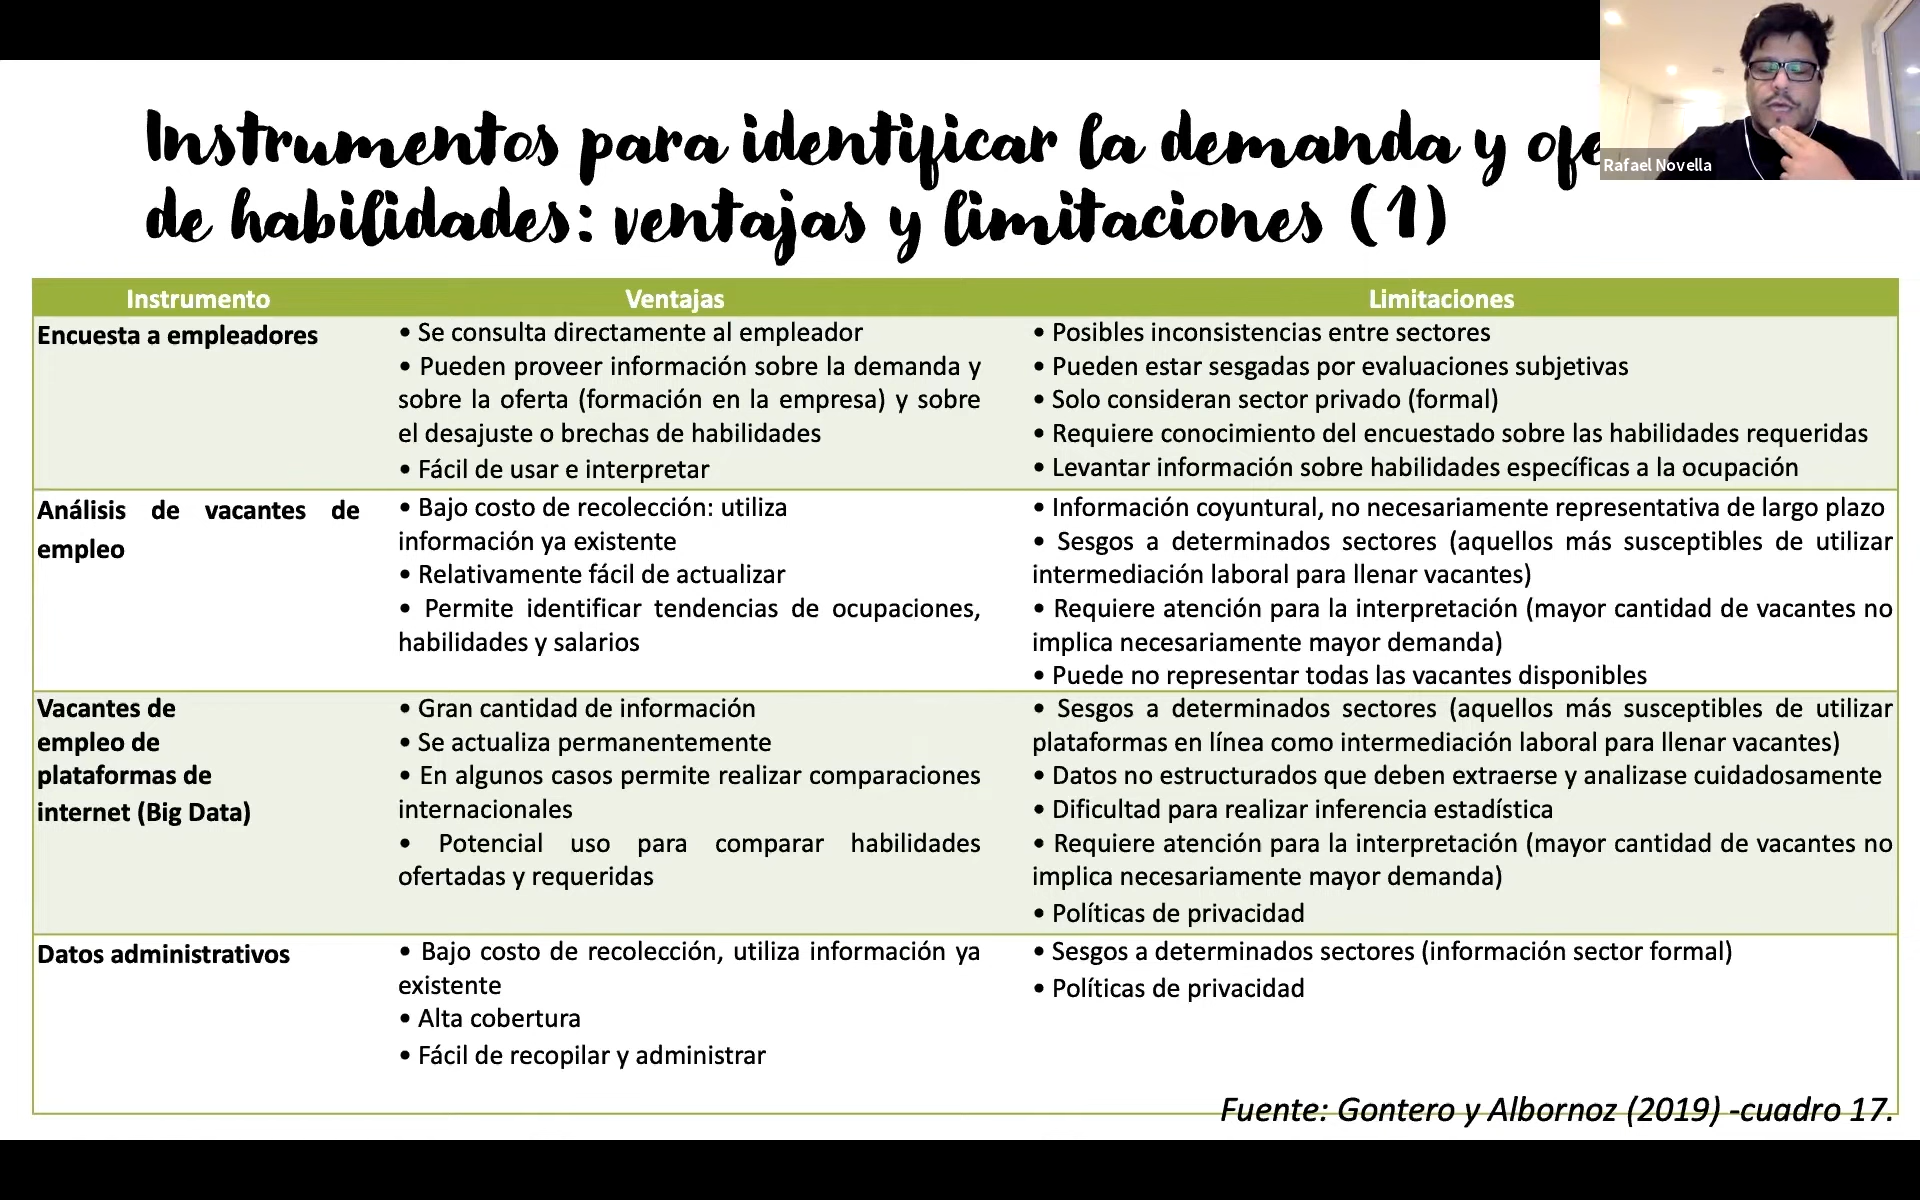 Instrumentos para identificar la demanda y ofe
de habilidades: ventajas y limitaciones (1)
Rafael Novella
Instrumento Ventajas Limitaciones
Encuesta a empleadores
• Se consulta directamente al empleador
• Pueden proveer información sobre la demanda y
sobre la oferta (formación en la empresa) y sobre
el desajuste o brechas de habilidades
• Fácil de usar e interpretar
• Posibles inconsistencias entre sectores
• Pueden estar sesgadas por evaluaciones subjetivas
• Solo consideran sector privado (formal)
• Requiere conocimiento del encuestado sobre las habilidades requeridas
• Levantar información sobre habilidades específicas a la ocupación
Análisis de vacantes de
empleo
• Bajo costo de recolección: utiliza
información ya existente
• Relativamente fácil de actualizar
• Permite identificar tendencias de ocupaciones,
habilidades y salarios
• Información coyuntural, no necesariamente representativa de largo plazo
• Sesgos a determinados sectores (aquellos más susceptibles de utilizar
intermediación laboral para llenar vacantes)
• Requiere atención para la interpretación (mayor cantidad de vacantes no
implica necesariamente mayor demanda)
• Puede no representar todas las vacantes disponibles
Vacantes de
empleo de
plataformas de
internet (Big Data)
• Gran cantidad de información
• Se actualiza permanentemente
• En algunos casos permite realizar comparaciones
internacionales
• Potencial uso para comparar habilidades
ofertadas y requeridas
• Sesgos a determinados sectores (aquellos más susceptibles de utilizar
plataformas en línea como intermediación laboral para llenar vacantes)
• Datos no estructurados que deben extraerse y analizase cuidadosamente
• Dificultad para realizar inferencia estadística
• Requiere atención para la interpretación (mayor cantidad de vacantes no
implica necesariamente mayor demanda)
• Políticas de privacidad
Datos administrativos
• Bajo costo de recolección, utiliza información ya
existente
• Alta cobertura
• Fácil de recopilar y administrar
• Sesgos a determinados sectores (información sector formal)
• Políticas de privacidad
Fuente: Gontero y Albornoz (2019) -cuadro 17.